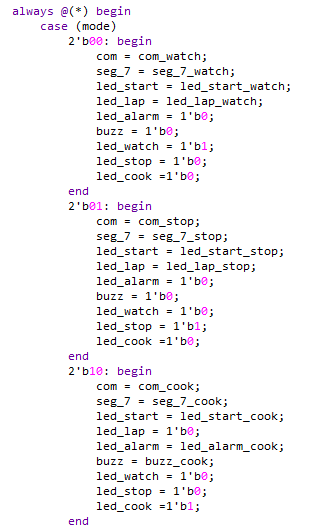 always @(*) begin
    case (mode)
        2'b00: begin
            com = com_watch;
            seg_7 = seg_7_watch;
            led_start = led_start_watch;
            led_lap = led_lap_watch;
            led_alarm = 1'b0;
            buzz = 1'b0;
            led_watch = 1'b1;
            led_stop = 1'b0;
            led_cook =1'b0;
        end
        2'b01: begin
            com = com_stop;
            seg_7 = seg_7_stop;
            led_start = led_start_stop;
            led_lap = led_lap_stop;
            led_alarm = 1'b0;
            buzz = 1'b0;
            led_watch = 1'b0;
            led_stop = 1'b1;
            led_cook =1'b0;
        end
        2'b10: begin
            com = com_cook;
            seg_7 = seg_7_cook;
            led_start = led_start_cook;
            led_lap = 1'b0;
            led_alarm = led_alarm_cook;
            buzz = buzz_cook;
            led_watch = 1'b0;
            led_stop = 1'b0;
            led_cook =1'b1;
        end